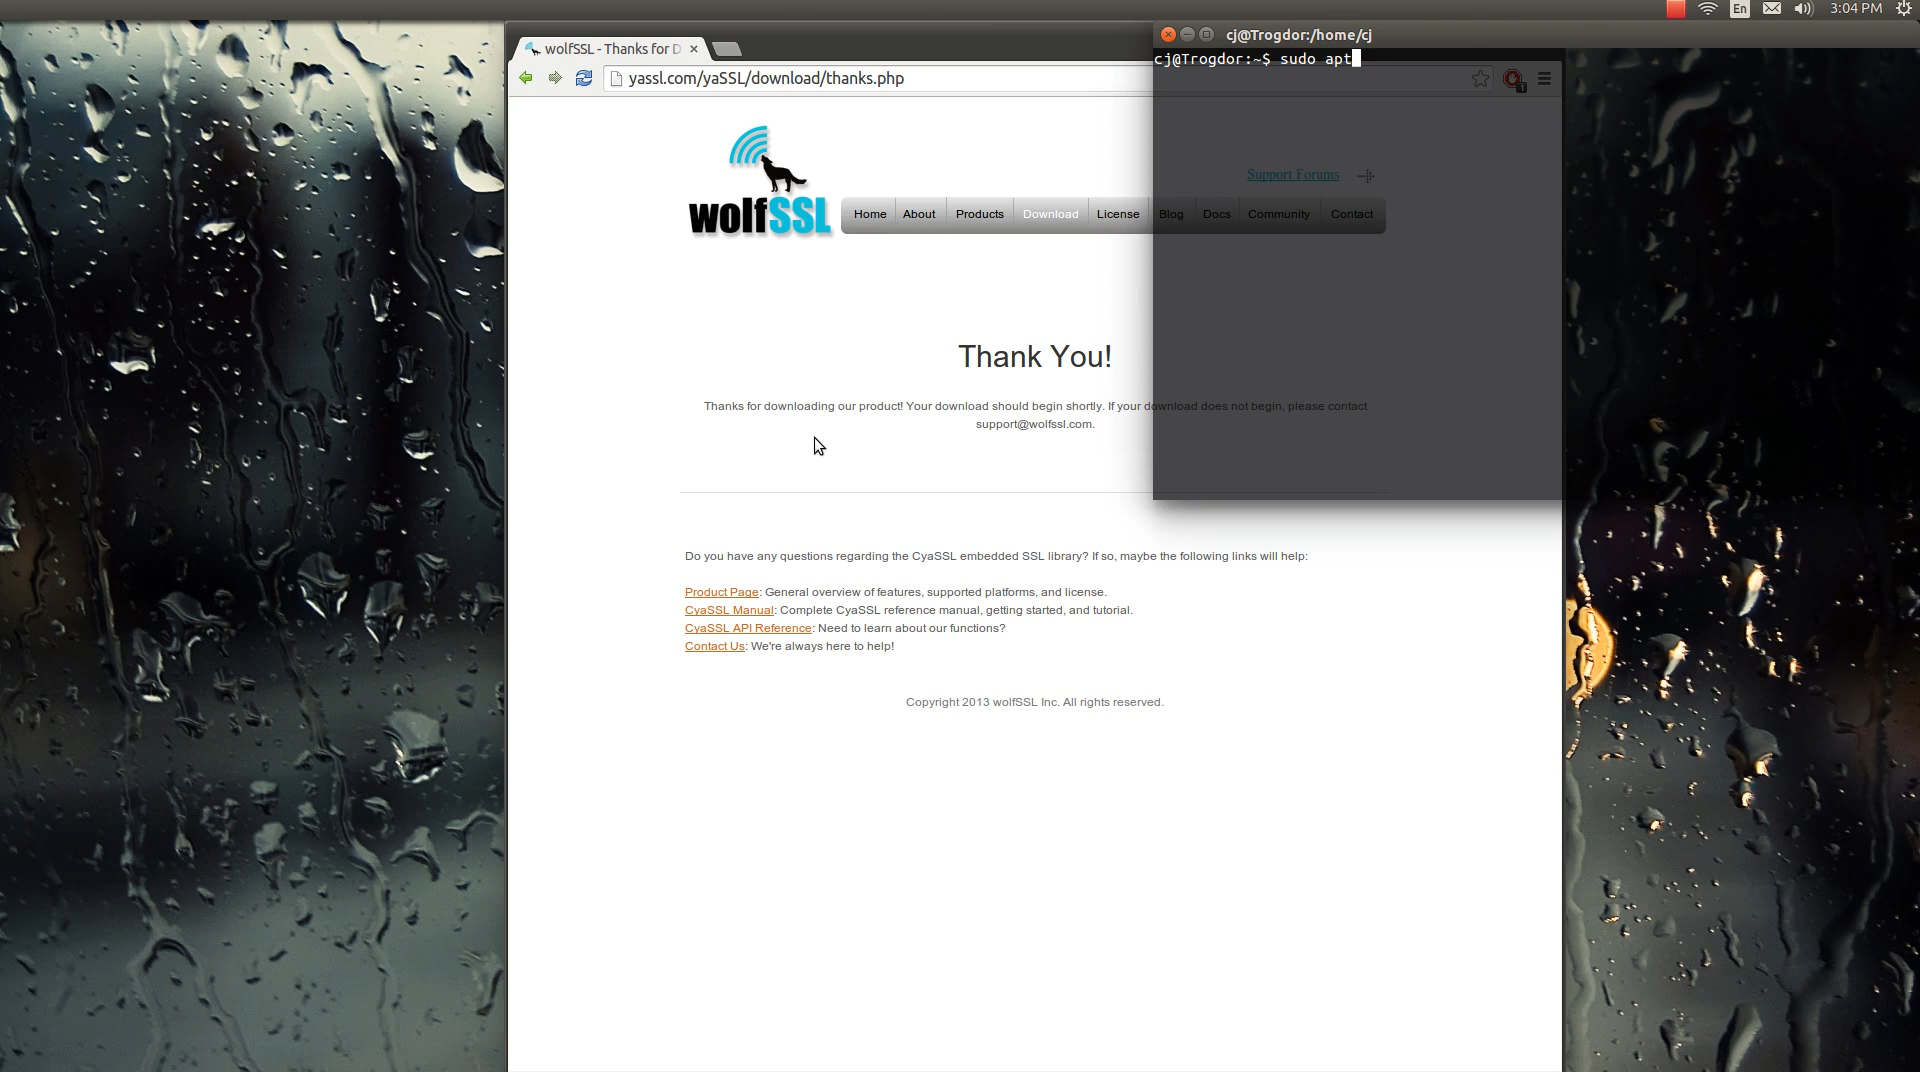 En
3:04 PM
wolfSSL - Thanks for D
cj@Trogdor:/home/cj
yassl.com/yaSSL/download/thanks.php
cj@Trogdor:~$ sudo apt
1
Support Forums
wolfSSL
Home About Products Download License Blog Docs Community Contact
Thank You!
Thanks for downloading our product! Your download should begin shortly. If your download does not begin, please contact
support@wolfssl.com.
Do you have any questions regarding the CyaSSL embedded SSL library? If so, maybe the following links will help:
Product Page: General overview of features, supported platforms, and license.
CyaSSL Manual: Complete CyaSSL reference manual, getting started, and tutorial.
CyaSSL API Reference: Need to learn about our functions?
Contact Us: We're always here to help!
Copyright 2013 wolfSSL Inc. All rights reserved.